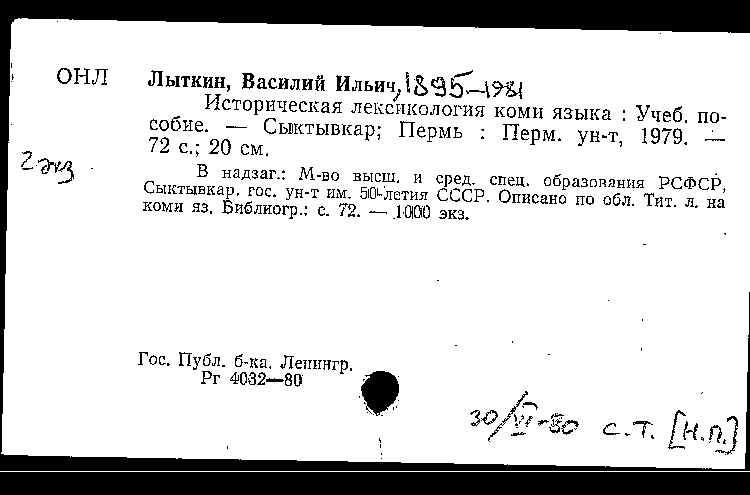 ОНЛ Лыткин, Василий Ильич, 1895–1981
Историческая лексикология коми языка : Учеб. по-
собие. — Сыктывкар; Пермь : Перм. ун-т, 1979. —
72 с.; 20 см.
2 экз
В надзаг.: М-во высш. и сред. спец. образования РСФСР,
Сыктывкар. гос. ун-т им. 50-летия СССР. Описано по обл. Тит. л. на
коми яз. Библиогр.: с. 72. — 1000 экз.
Гос. Публ. б-ка. Ленингр.
Рг 4032—80
30/VI-80 с.т. [н.п.]